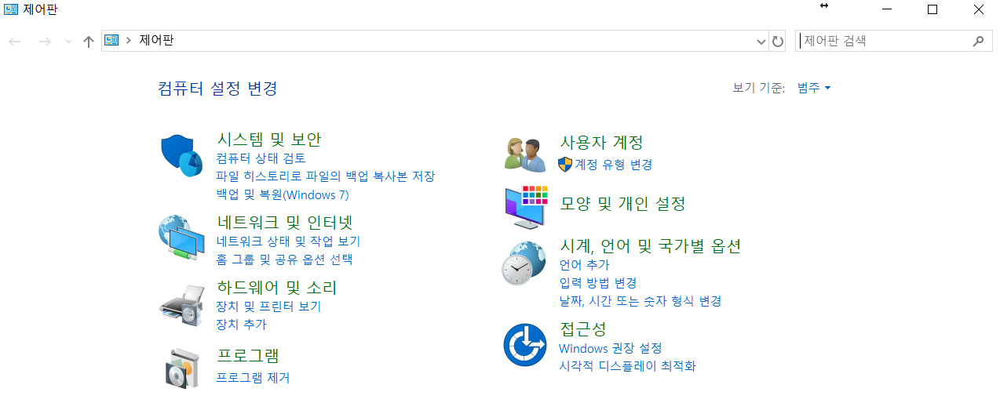 제어판
제어판
제어판 검색
컴퓨터 설정 변경
보기 기준: 범주
시스템 및 보안
컴퓨터 상태 검토
파일 히스토리로 파일의 백업 복사본 저장
백업 및 복원(Windows 7)
네트워크 및 인터넷
네트워크 상태 및 작업 보기
홈 그룹 및 공유 옵션 선택
하드웨어 및 소리
장치 및 프린터 보기
장치 추가
프로그램
프로그램 제거
사용자 계정
계정 유형 변경
모양 및 개인 설정
시계, 언어 및 국가별 옵션
언어 추가
입력 방법 변경
날짜, 시간 또는 숫자 형식 변경
접근성
Windows 권장 설정
시각적 디스플레이 최적화